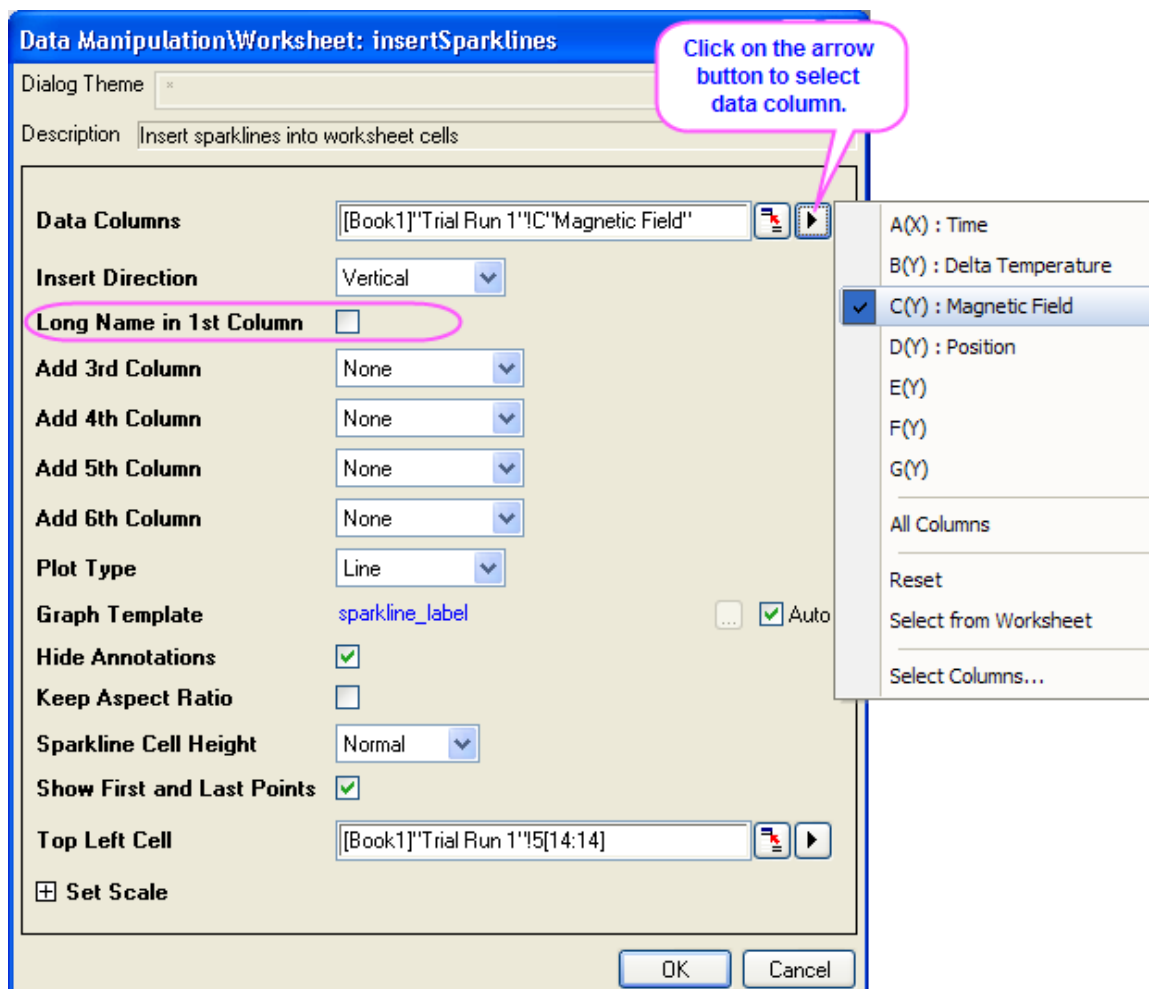 Data Manipulation\Worksheet: insertSparklines
Click on the arrow
button to select
data column.
Dialog Theme *
Description Insert sparklines into worksheet cells
Data Columns [Book1]"Trial Run 1"!C"Magnetic Field"
Insert Direction Vertical
Long Name in 1st Column
Add 3rd Column None
Add 4th Column None
Add 5th Column None
Add 6th Column None
Plot Type Line
Graph Template sparkline_label ... Auto
Hide Annotations
Keep Aspect Ratio
Sparkline Cell Height Normal
Show First and Last Points
Top Left Cell [Book1]"Trial Run 1"!5[14:14]
Set Scale
OK Cancel
A(X) : Time
B(Y) : Delta Temperature
C(Y) : Magnetic Field
D(Y) : Position
E(Y)
F(Y)
G(Y)
All Columns
Reset
Select from Worksheet
Select Columns...